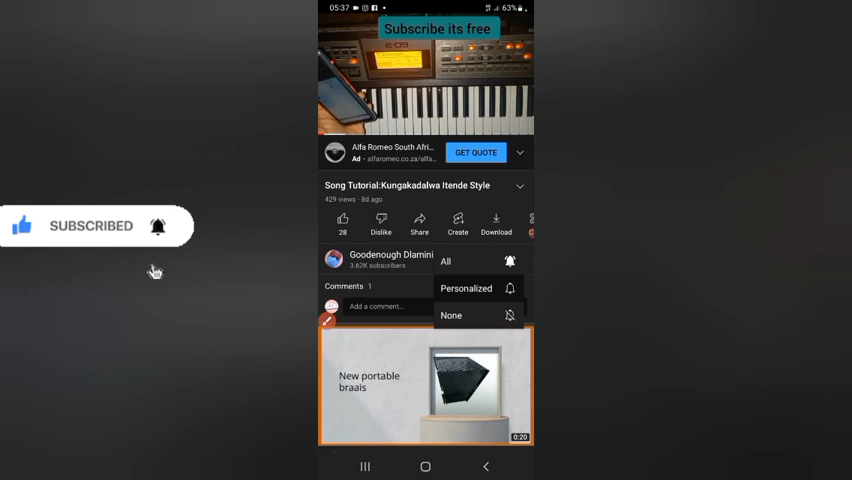 05:37
63%
Subscribe its free
E-09
Alfa Romeo South Afri...
Ad • alfaromeo.co.za/alfa...
GET QUOTE
Song Tutorial:Kungakadalwa Itende Style
429 views · 8d ago
28
Dislike
Share
Create
Download
SUBSCRIBED
Goodenough Dlamini
3.62K subscribers
All
Personalized
None
Comments 1
Add a comment...
New portable
braais
0:20